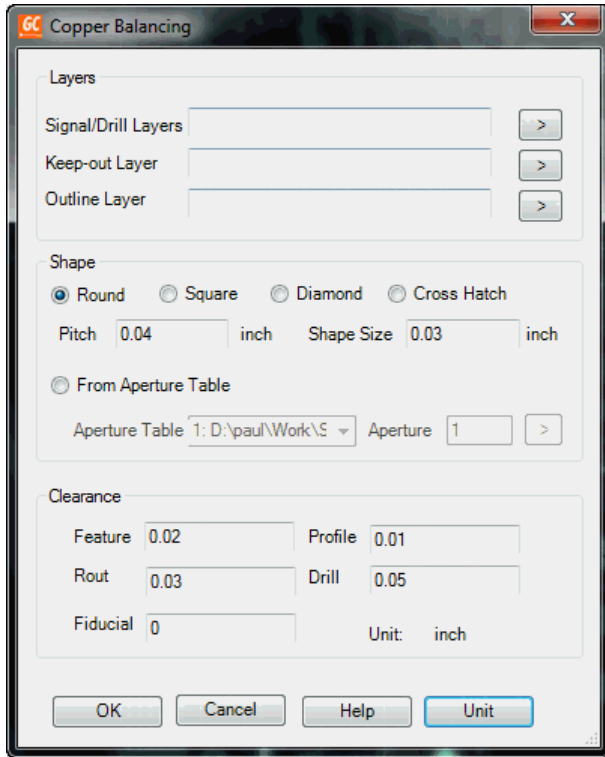 GC Copper Balancing
Layers
Signal/Drill Layers >
Keep-out Layer >
Outline Layer >
Shape
Round Square Diamond Cross Hatch
Pitch 0.04 inch Shape Size 0.03 inch
From Aperture Table
Aperture Table 1: D:\paul\Work\S Aperture 1 >
Clearance
Feature 0.02 Profile 0.01
Rout 0.03 Drill 0.05
Fiducial 0 Unit: inch
OK Cancel Help Unit